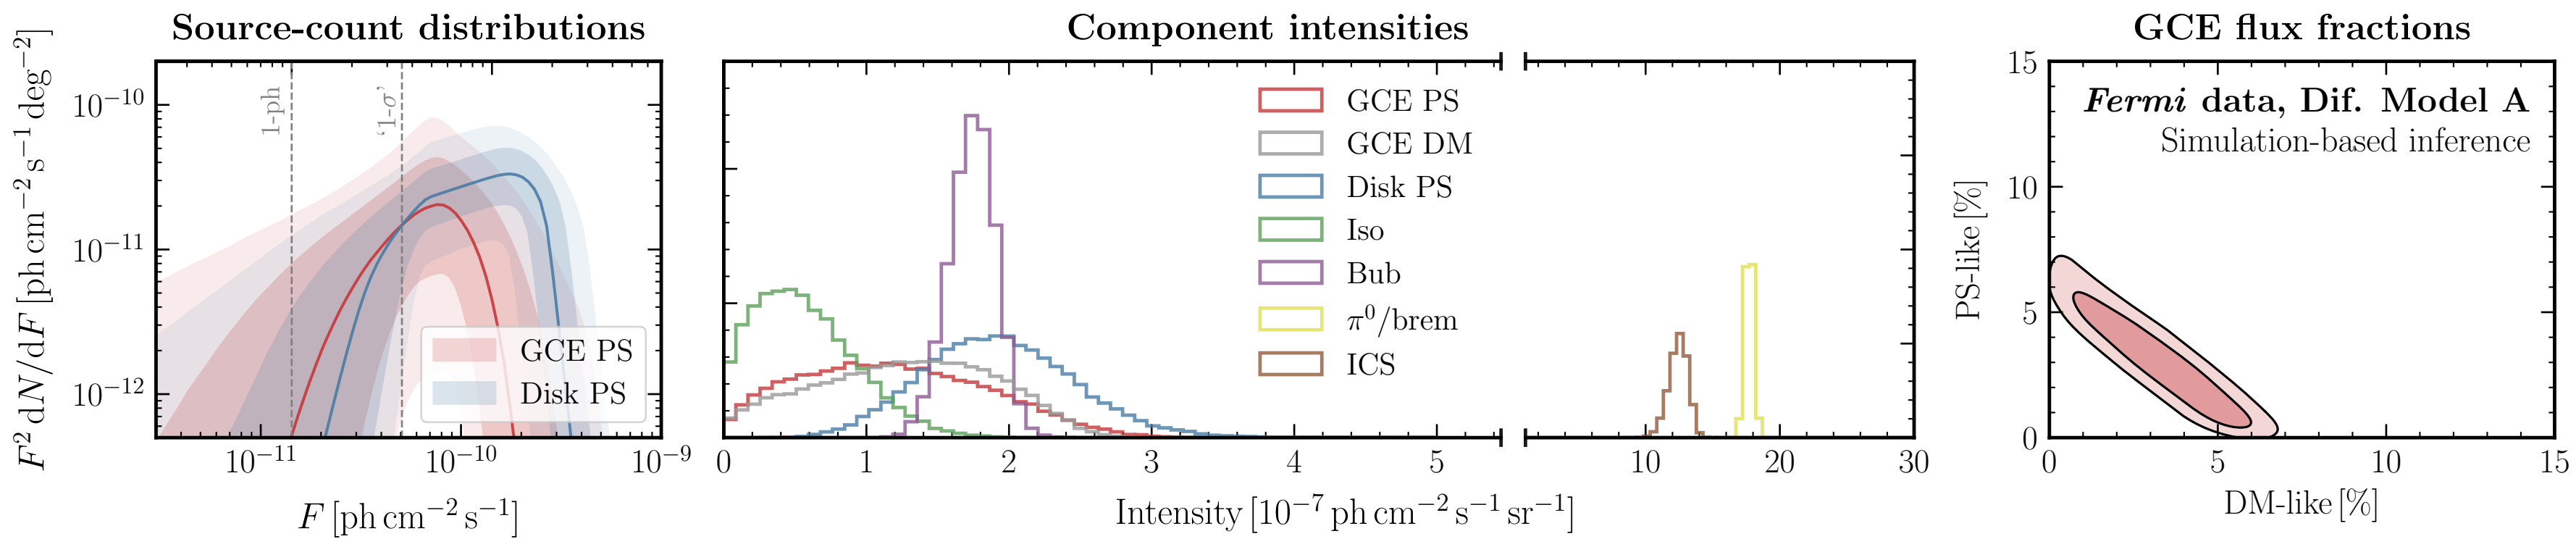 Source-count distributions
F² dN/dF [ph cm⁻² s⁻¹ deg⁻²]
10⁻¹⁰
10⁻¹¹
10⁻¹²
1-ph
‘1-σ’
GCE PS
Disk PS
10⁻¹¹ 10⁻¹⁰ 10⁻⁹
F [ph cm⁻² s⁻¹]
Component intensities
GCE PS
GCE DM
Disk PS
Iso
Bub
π⁰/brem
ICS
0 1 2 3 4 5 10 20 30
Intensity [10⁻⁷ ph cm⁻² s⁻¹ sr⁻¹]
GCE flux fractions
PS-like [%]
15
10
5
0
Fermi data, Dif. Model A
Simulation-based inference
0 5 10 15
DM-like [%]